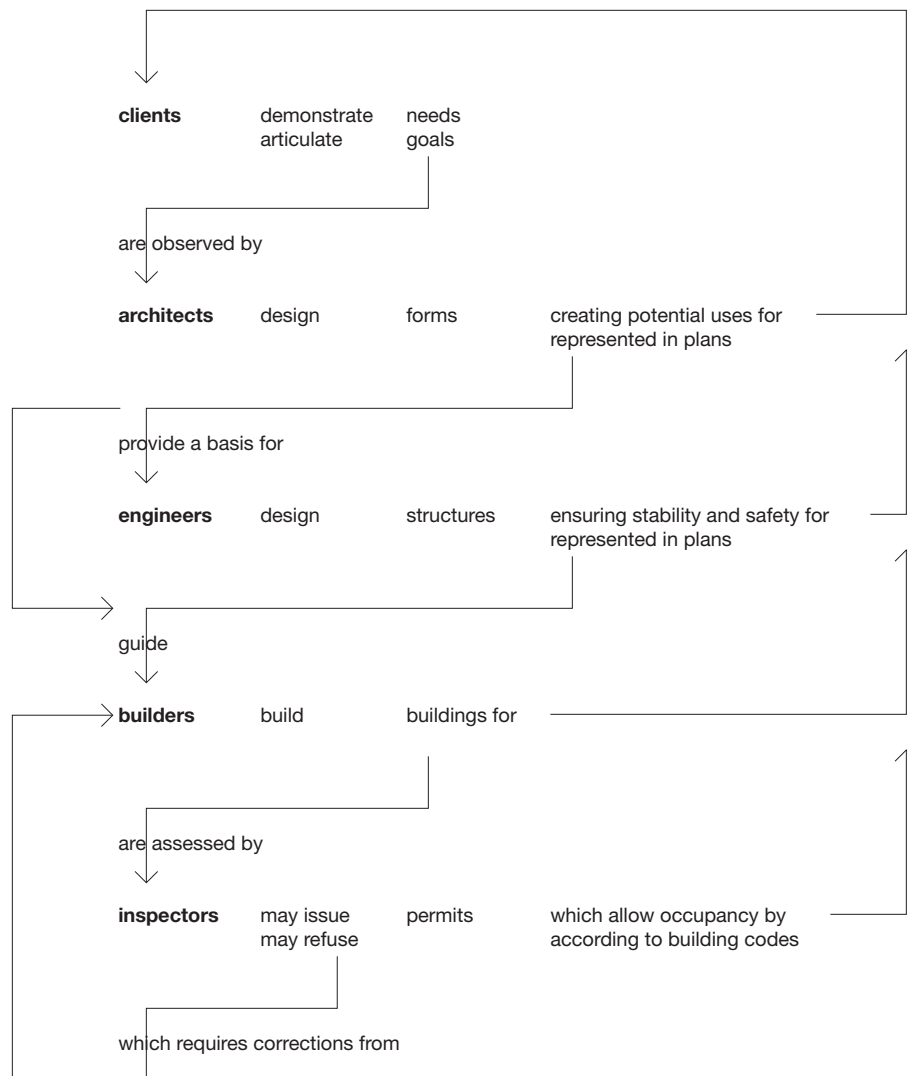 clients demonstrate needs
articulate goals
are observed by
architects design forms creating potential uses for
represented in plans
provide a basis for
engineers design structures ensuring stability and safety for
represented in plans
guide
builders build buildings for
are assessed by
inspectors may issue permits which allow occupancy by
may refuse according to building codes
which requires corrections from